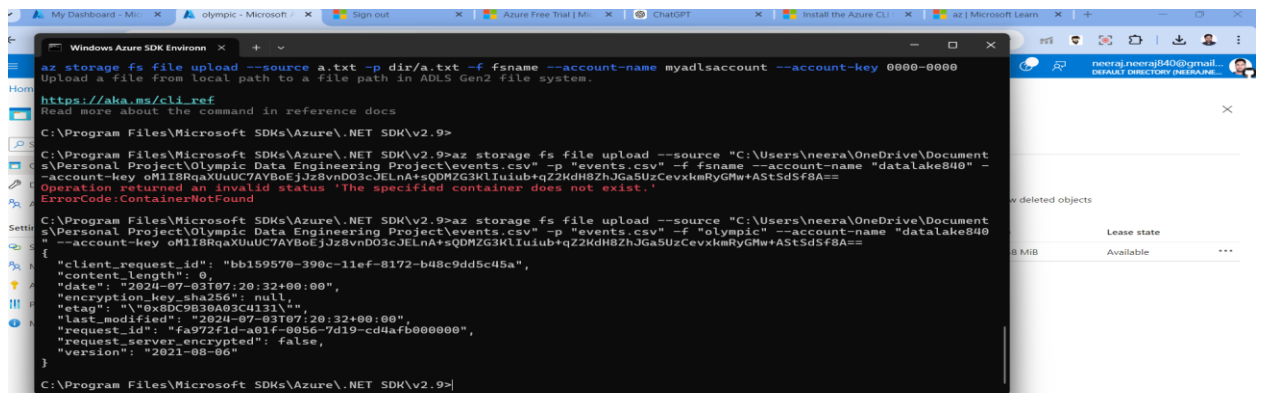 My Dashboard - Mic
olympic - Microsoft A
Sign out
Azure Free Trial | Mic
ChatGPT
Install the Azure CLI
az | Microsoft Learn
Windows Azure SDK Environn
neeraj.neeraj840@gmail...
DEFAULT DIRECTORY (NEERAJNE...
Hom
az storage fs file upload --source a.txt -p dir/a.txt -f fsname --account-name myadlsaccount --account-key 0000-0000
Upload a file from local path to a file path in ADLS Gen2 file system.
https://aka.ms/cli_ref
Read more about the command in reference docs
C:\Program Files\Microsoft SDKs\Azure\.NET SDK\v2.9>
C:\Program Files\Microsoft SDKs\Azure\.NET SDK\v2.9>az storage fs file upload --source "C:\Users\neera\OneDrive\Document
s\Personal Project\Olympic Data Engineering Project\events.csv" -p "events.csv" -f fsname --account-name "datalake840" -
-account-key oM1I8RqaXUuUC7AYBoEjJz8vnDO3cJELnA+sQDMZG3KlIuiub+qZ2KdH8ZhJGa5UzCevxkmRyGMw+AStSdSf8A==
Operation returned an invalid status 'The specified container does not exist.'
ErrorCode:ContainerNotFound
w deleted objects
C:\Program Files\Microsoft SDKs\Azure\.NET SDK\v2.9>az storage fs file upload --source "C:\Users\neera\OneDrive\Document
s\Personal Project\Olympic Data Engineering Project\events.csv" -p "events.csv" -f "olympic" --account-name "datalake840
" --account-key oM1I8RqaXUuUC7AYBoEjJz8vnDO3cJELnA+sQDMZG3KlIuiub+qZ2KdH8ZhJGa5UzCevxkmRyGMw+AStSdSf8A==
Settin
Lease state
{
8 MiB
Available
"client_request_id": "bb159570-390c-11ef-8172-b48c9dd5c45a",
"content_length": 0,
"date": "2024-07-03T07:20:32+00:00",
"encryption_key_sha256": null,
"etag": "\"0x8DC9B30A03C4131\"",
"last_modified": "2024-07-03T07:20:32+00:00",
"request_id": "fa972f1d-a01f-0056-7d19-cd4afb000000",
"request_server_encrypted": false,
"version": "2021-08-06"
}
C:\Program Files\Microsoft SDKs\Azure\.NET SDK\v2.9>